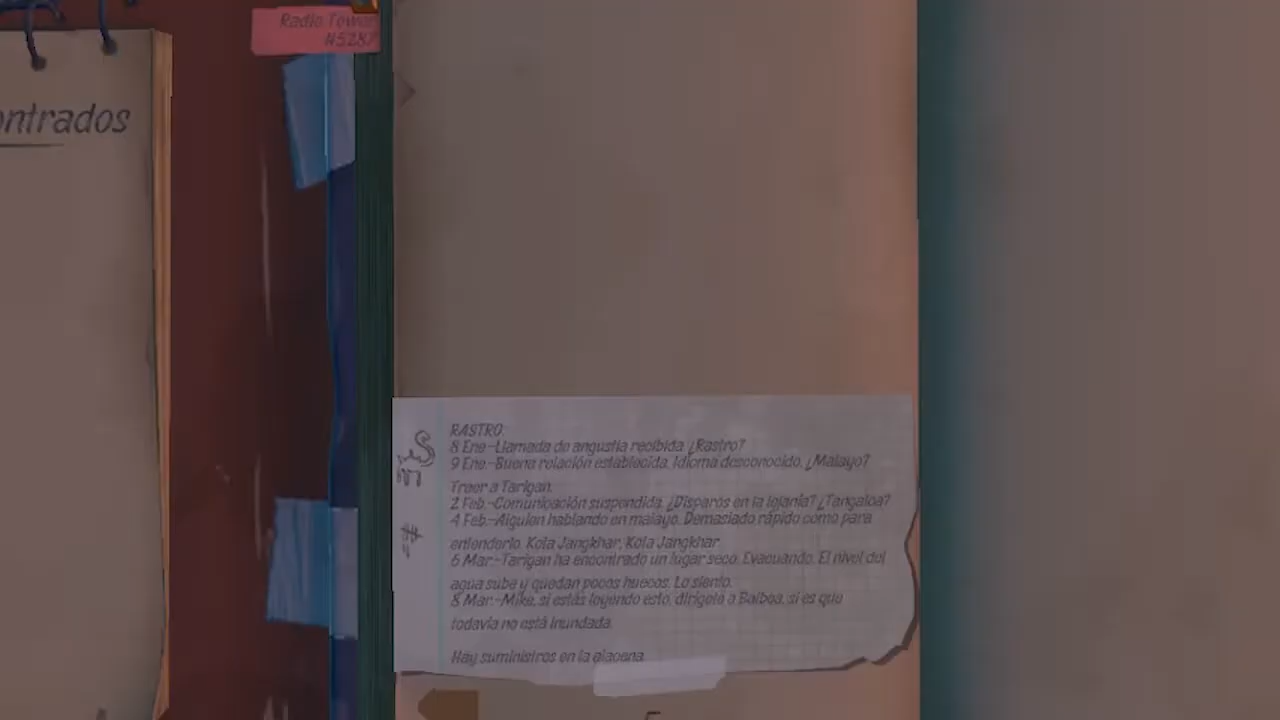 Radio Tower
ontrados
RASTRO:
8 Ene.-Llamada de angustia recibida. ¿Rastro?
9 Ene.-Buena relación establecida. Idioma desconocido. ¿Malayo?
Traer a Tarigan.
2 Feb.-Comunicación suspendida. ¿Disparos en la lejanía? ¿Tangaloa?
4 Feb.-Alguien hablando en malayo. Demasiado rápido como para
entenderlo. Kota Jangkhar, Kota Jangkhar.
6 Mar.-Tarigan ha encontrado un lugar seco. Evacuando. El nivel del
agua sube y quedan pocos huecos. Lo siento.
8 Mar.-Mike, si estás leyendo esto, dirígete a Balboa, si es que
todavía no está inundada.
Hay suministros en la alacena.